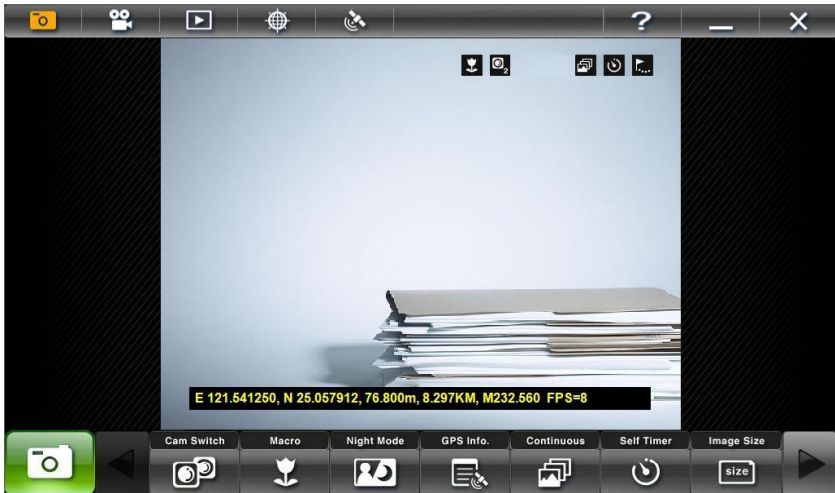 ?
2
E 121.541250, N 25.057912, 76.800m, 8.297KM, M232.560 FPS=8
Cam Switch Macro Night Mode GPS Info. Continuous Self Timer Image Size
size